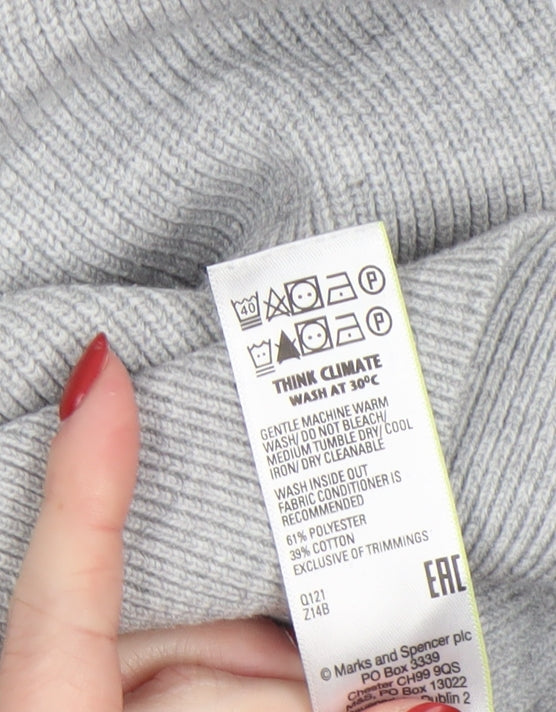 40 P
P
THINK CLIMATE
WASH AT 30ºC
GENTLE MACHINE WARM
WASH/ DO NOT BLEACH/
MEDIUM TUMBLE DRY/ COOL
IRON/ DRY CLEANABLE
WASH INSIDE OUT
FABRIC CONDITIONER IS
RECOMMENDED
61% POLYESTER
39% COTTON
EXCLUSIVE OF TRIMMINGS
EAC
Q121
Z14B
© Marks and Spencer plc
PO Box 3339
Chester CH99 9QS
M&S, PO Box 13022
Dublin 2